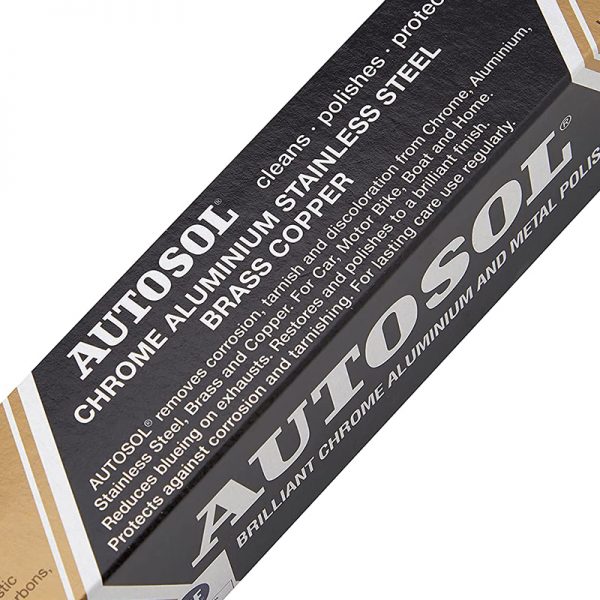 AUTOSOL® cleans · polishes · protec
CHROME ALUMINIUM STAINLESS STEEL
BRASS COPPER
AUTOSOL® removes corrosion, tarnish and discoloration from Chrome, Aluminium,
Stainless Steel, Brass and Copper. For Car, Motor Bike, Boat and Home.
Reduces blueing on exhausts. Restores and polishes to a brilliant finish.
Protects against corrosion and tarnishing. For lasting care use regularly.
AUTOSOL®
BRILLIANT CHROME ALUMINIUM AND METAL POLIS
stic
rbons,